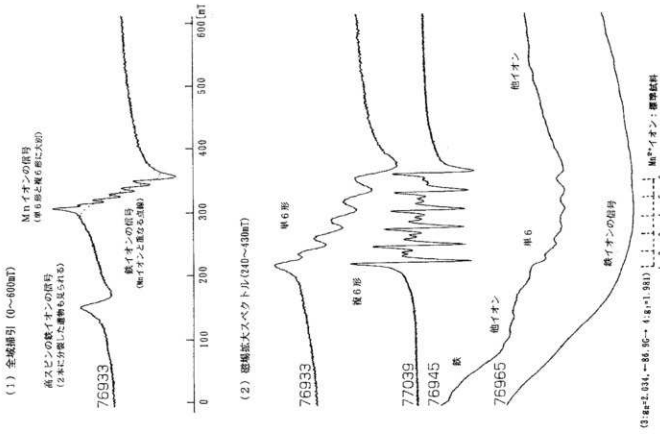 (1) 全域掃引 (0〜600mT)
Mnイオンの信号
(単6形と複6形に大別)
高スピンの鉄イオンの信号
(2本に分裂した遺物も見られる)
鉄イオンの信号
(Mnイオンと重なる点線)
76933
0 100 200 300 400 500 600[mT]
(2) 磁場拡大スペクトル(240〜430mT)
76933
単6形
複6形
77039
76945
鉄
他イオン
単6
他イオン
76965
鉄イオンの信号
Mn²⁺イオン:標準試料